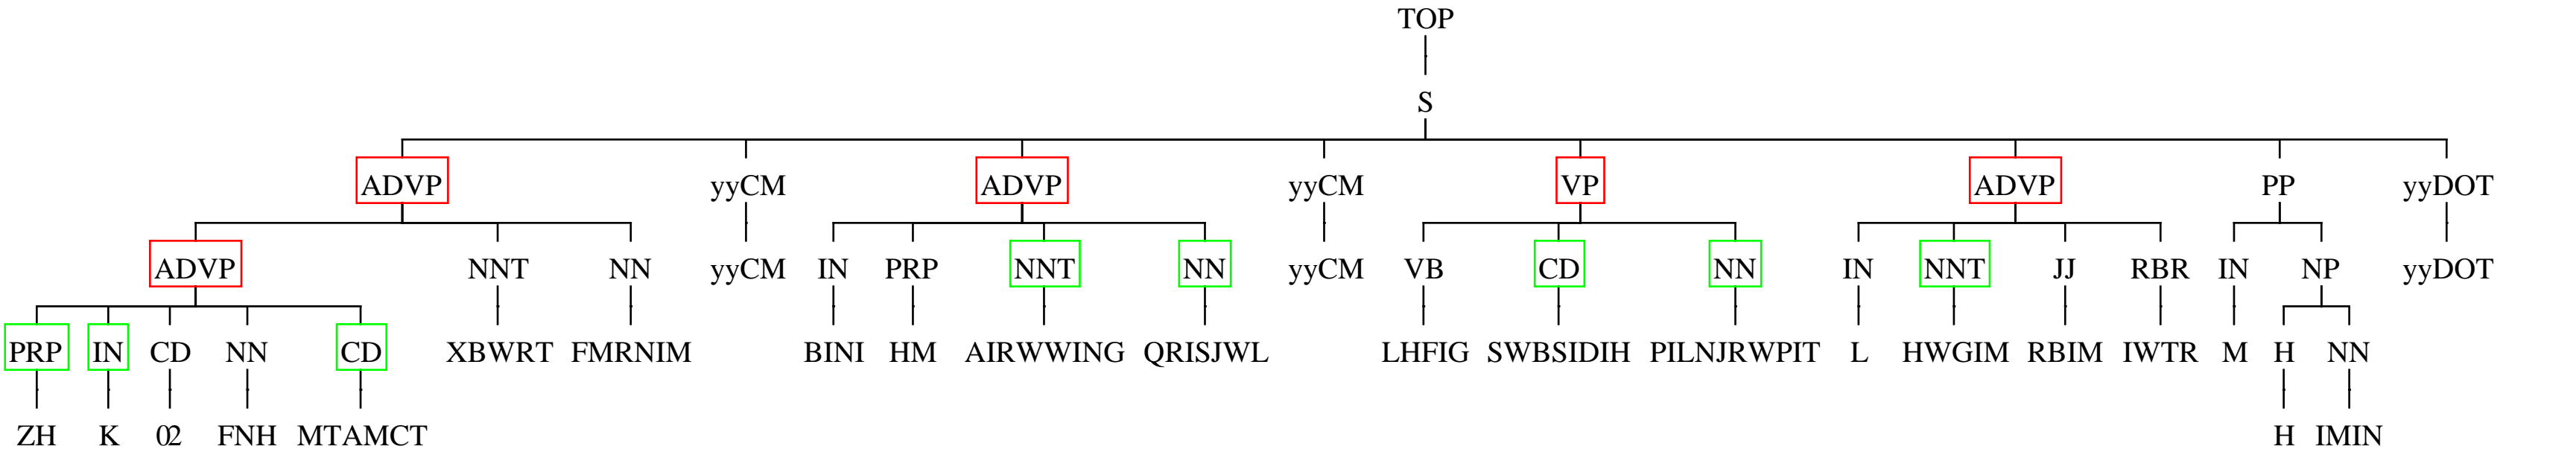 TOP
S
ADVP yyCM ADVP yyCM VP ADVP PP yyDOT
ADVP NNT NN yyCM IN PRP NNT NN yyCM VB CD NN IN NNT JJ RBR IN NP yyDOT
PRP IN CD NN CD XBWRT FMRNIM BINI HM AIRWWING QRISJWL LHFIG SWBSIDIH PILNJRWPIT L HWGIM RBIM IWTR M H NN
ZH K 02 FNH MTAMCT H IMIN